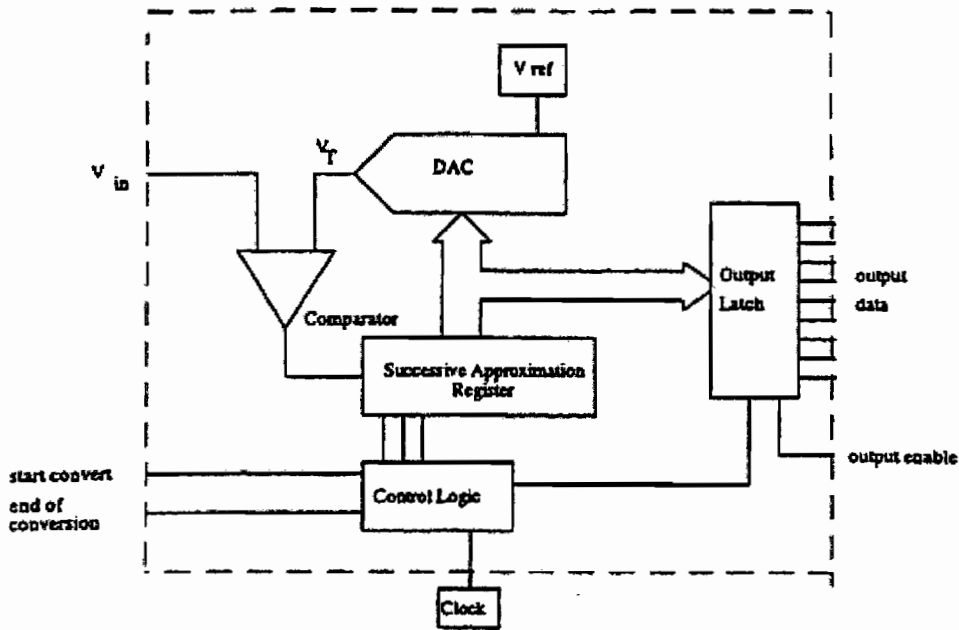 V ref
V in
Vr
DAC
Comparator
Output
Latch
output
data
Successive Approximation
Register
start convert
end of
conversion
Control Logic
output enable
Clock